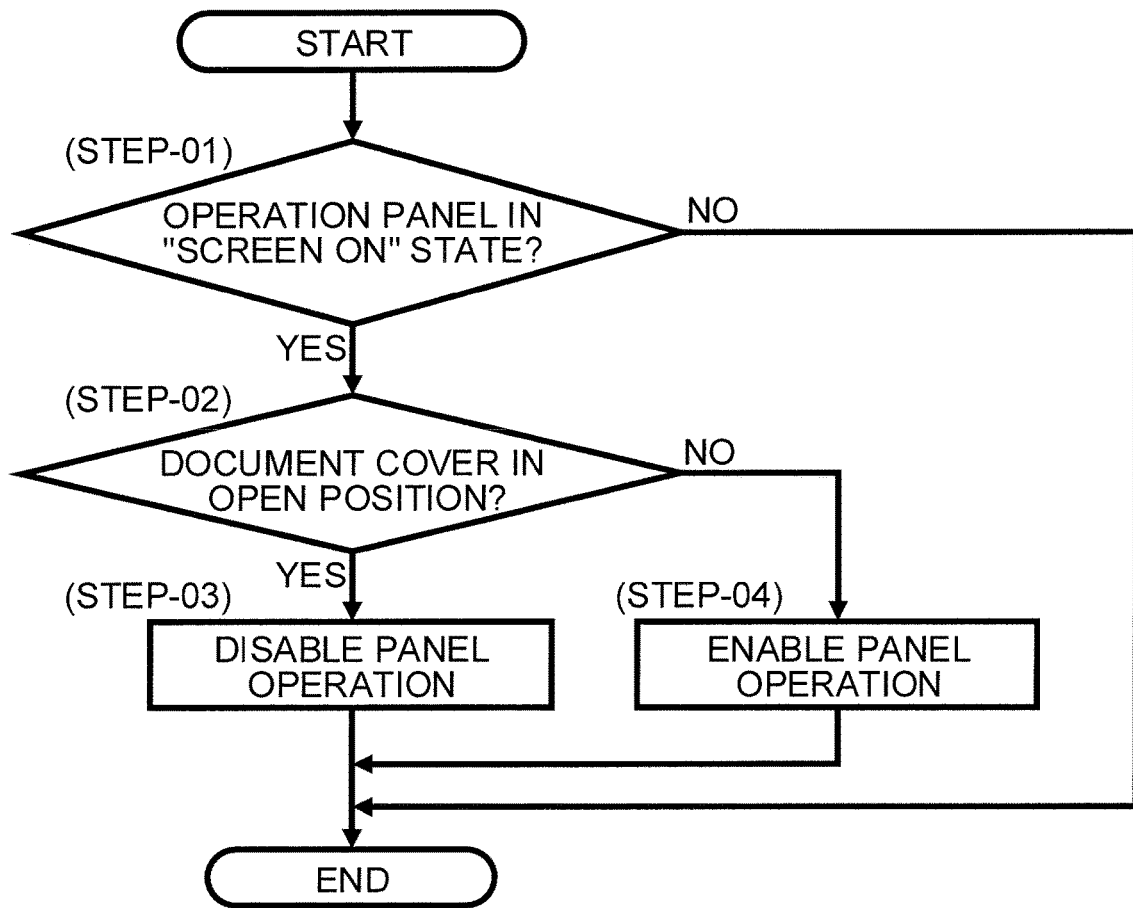 START
(STEP-01)
OPERATION PANEL IN
"SCREEN ON" STATE?
NO
YES
(STEP-02)
DOCUMENT COVER IN
OPEN POSITION?
NO
YES
(STEP-03)
DISABLE PANEL
OPERATION
(STEP-04)
ENABLE PANEL
OPERATION
END